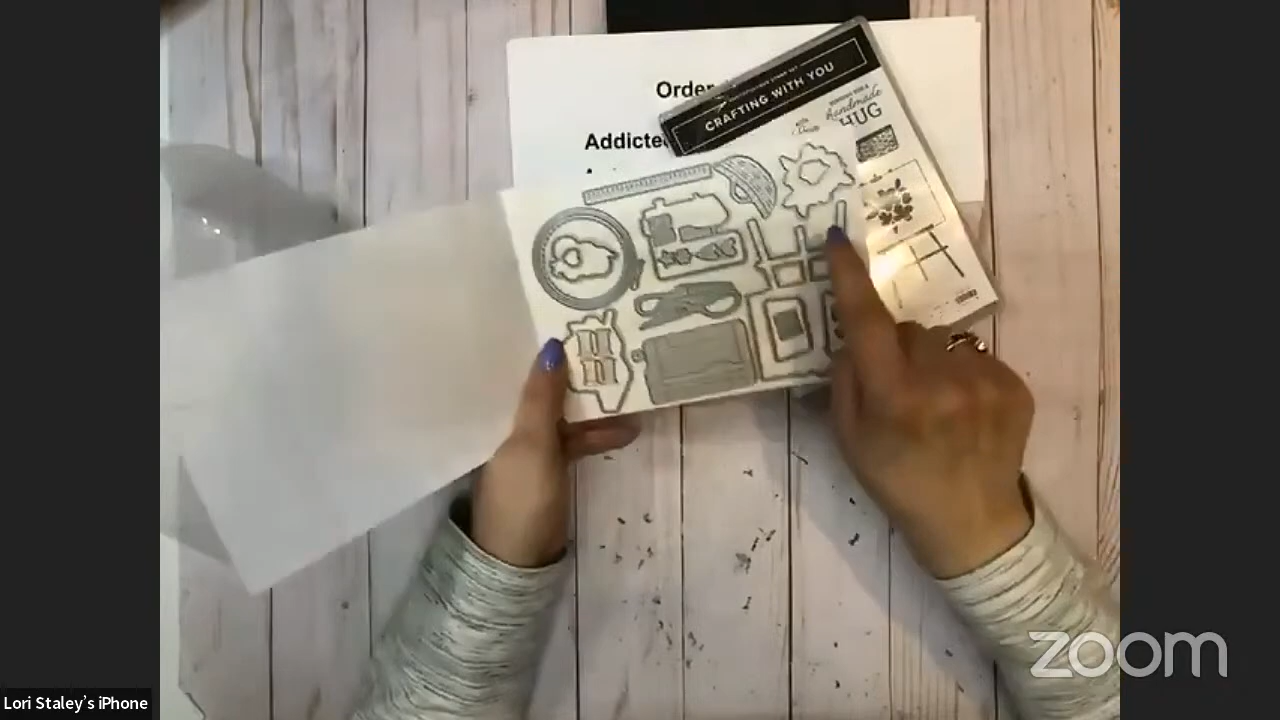 Order
CRAFTING WITH YOU
handmade
HUG
Addicted
zoom
Lori Staley's iPhone